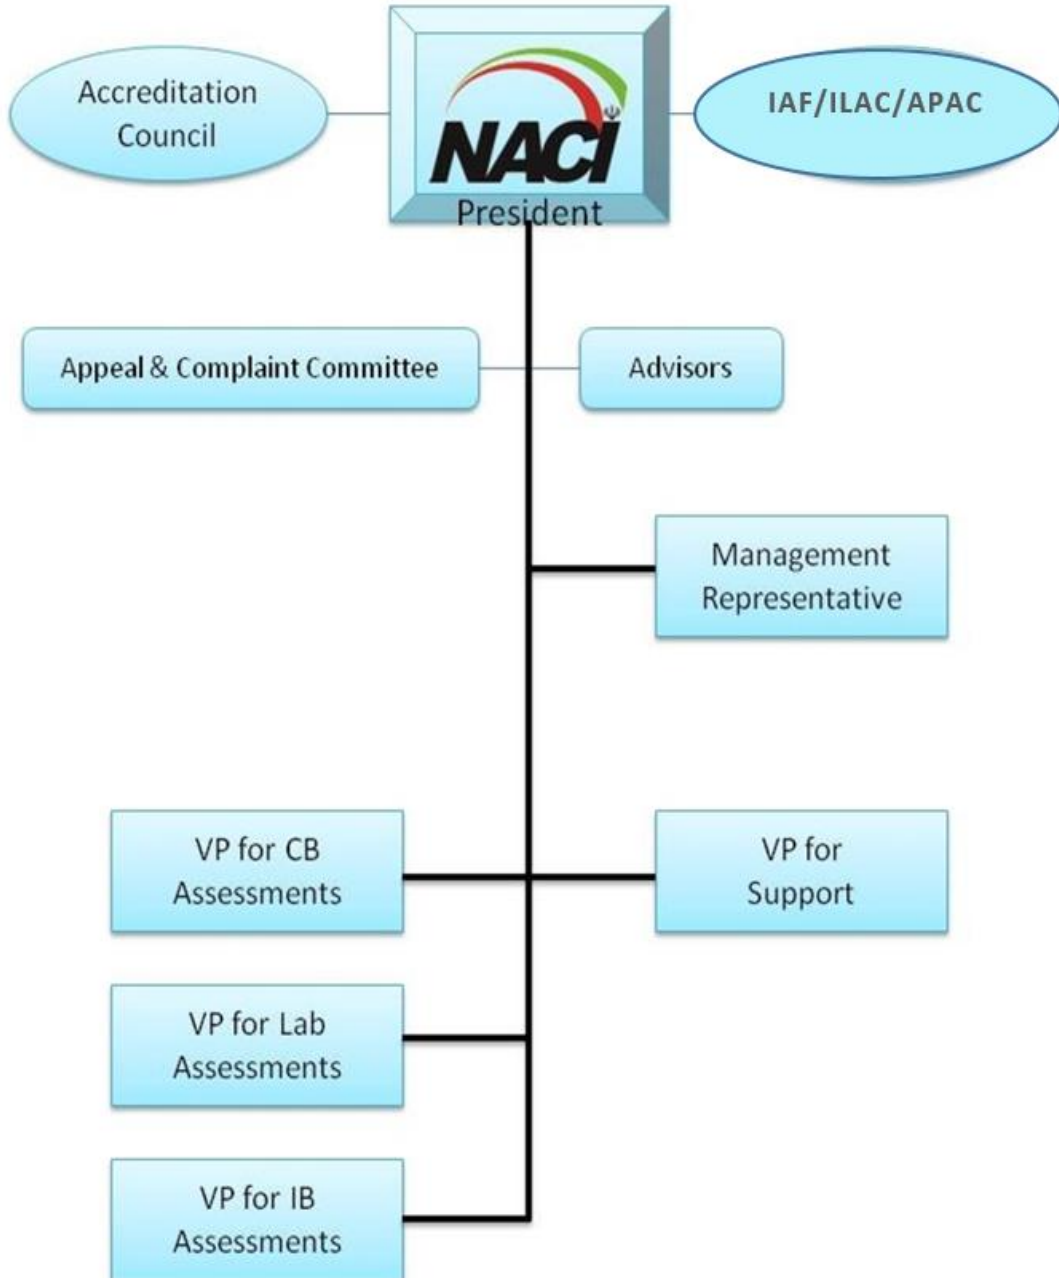 Accreditation
Council
NACI
President
IAF/ILAC/APAC
Appeal & Complaint Committee
Advisors
Management
Representative
VP for CB
Assessments
VP for
Support
VP for Lab
Assessments
VP for IB
Assessments